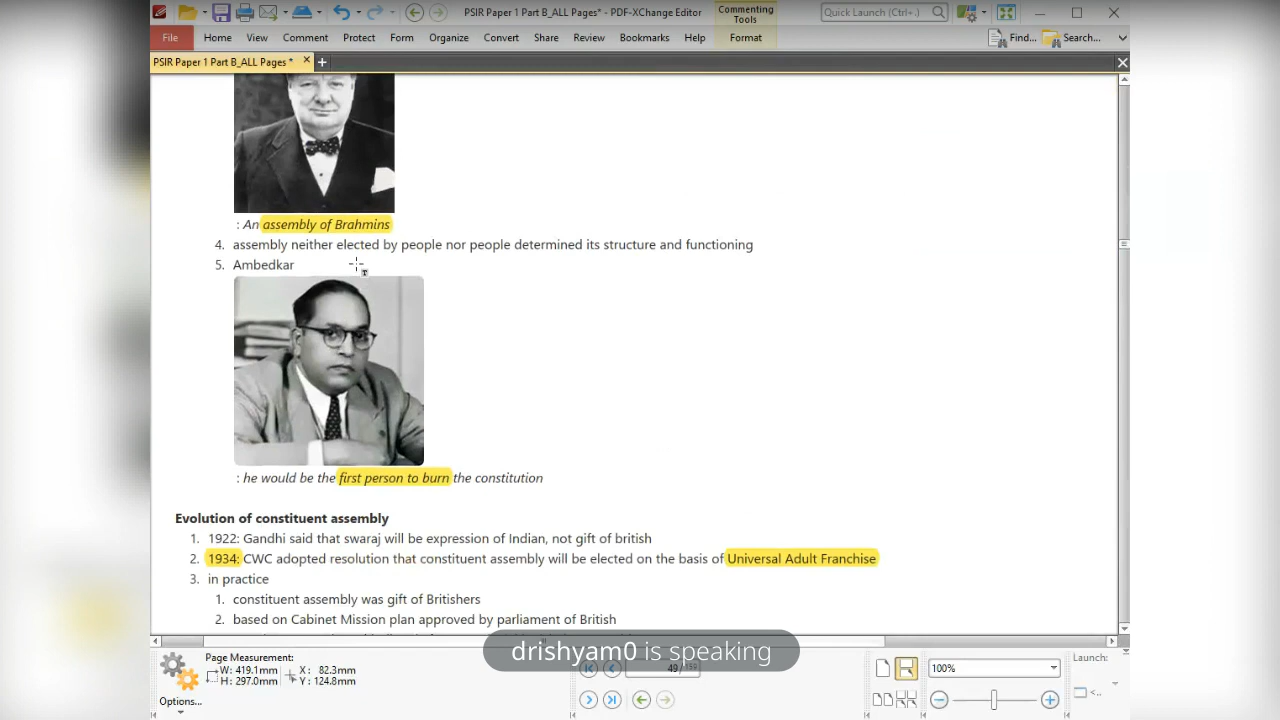 PSIR Paper 1 Part B_ALL Pages* - PDF-XChange Editor
Commenting Tools
Quick Launch (Ctrl+.)
File Home View Comment Protect Form Organize Convert Share Review Bookmarks Help Format Find... Search...
PSIR Paper 1 Part B_ALL Pages *
: An assembly of Brahmins
4. assembly neither elected by people nor people determined its structure and functioning
5. Ambedkar
: he would be the first person to burn the constitution
Evolution of constituent assembly
1. 1922: Gandhi said that swaraj will be expression of Indian, not gift of british
2. 1934: CWC adopted resolution that constituent assembly will be elected on the basis of Universal Adult Franchise
3. in practice
1. constituent assembly was gift of Britishers
2. based on Cabinet Mission plan approved by parliament of British
drishyam0 is speaking
Page Measurement:
W: 419.1mm X: 82.3mm
H: 297.0mm Y: 124.8mm
Options...
100%
Launch: